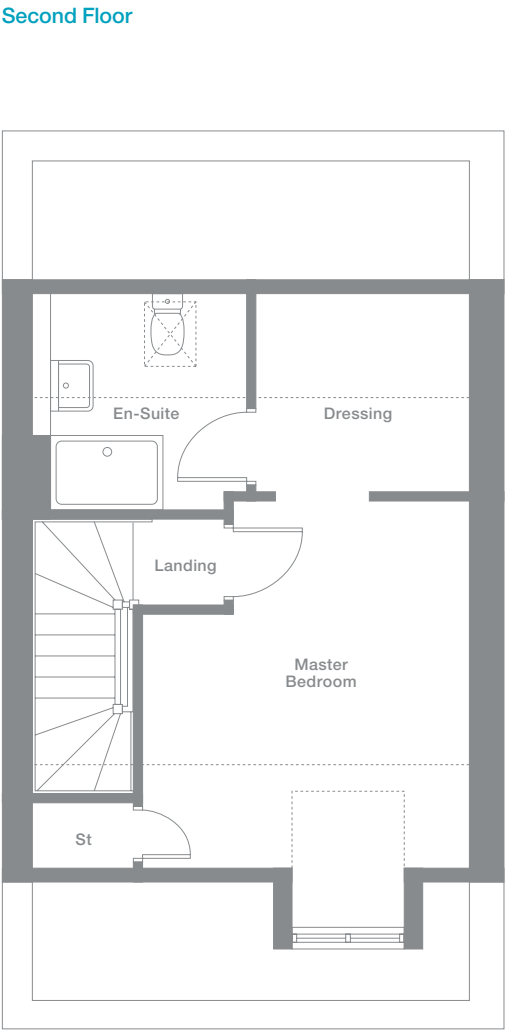 Second Floor
En-Suite
Dressing
Landing
Master
Bedroom
St